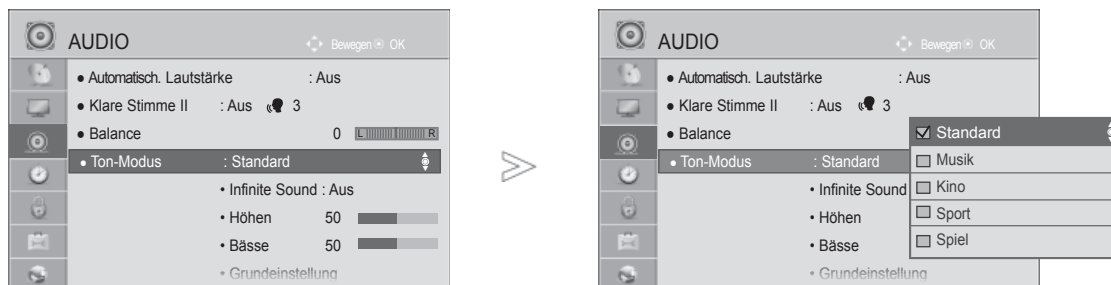 AUDIO
Bewegen OK
● Automatisch. Lautstärke : Aus
● Klare Stimme II : Aus 3
● Balance 0 L R
● Ton-Modus : Standard
• Infinite Sound : Aus
• Höhen 50
• Bässe 50
• Grundeinstellung
AUDIO
Bewegen OK
● Automatisch. Lautstärke : Aus
● Klare Stimme II : Aus 3
● Balance
● Ton-Modus : Standard
• Infinite Sound
• Höhen
• Bässe
• Grundeinstellung
Standard
Musik
Kino
Sport
Spiel